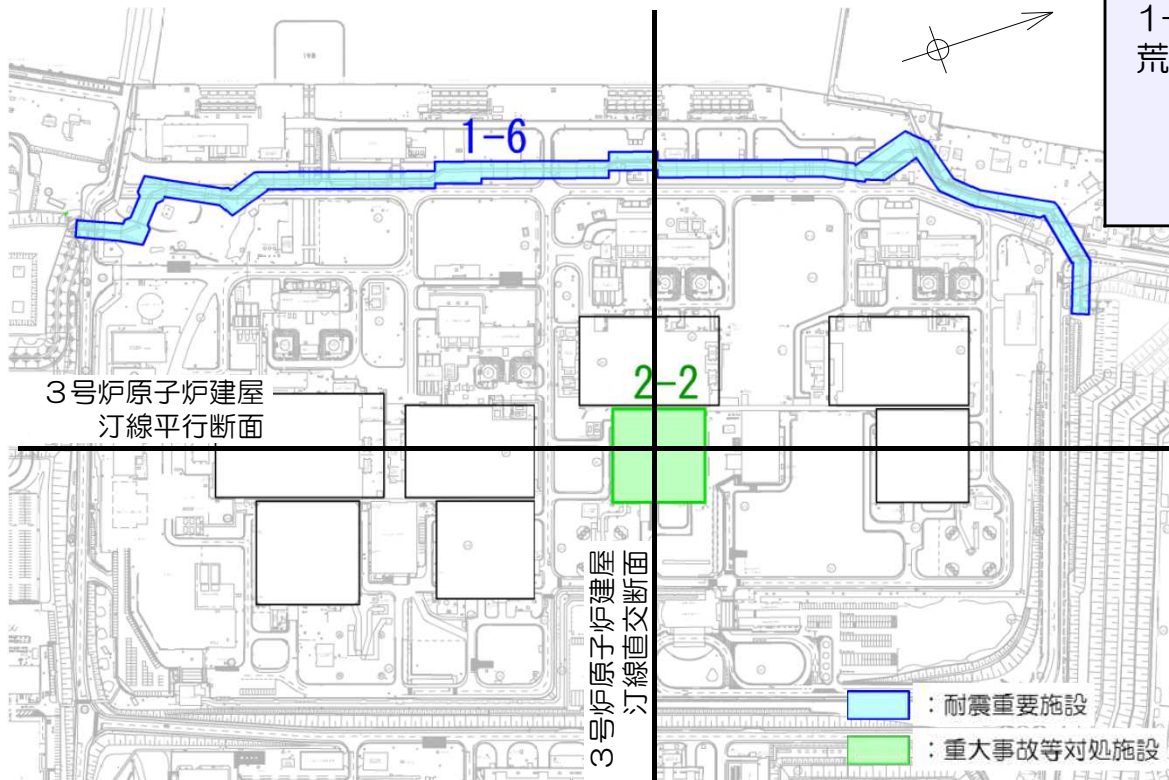 1-
荒
1-6
2-2
3号炉原子炉建屋
汀線平行断面
3号炉原子炉建屋
汀線直交断面
：耐震重要施設
：重大事故等対処施設